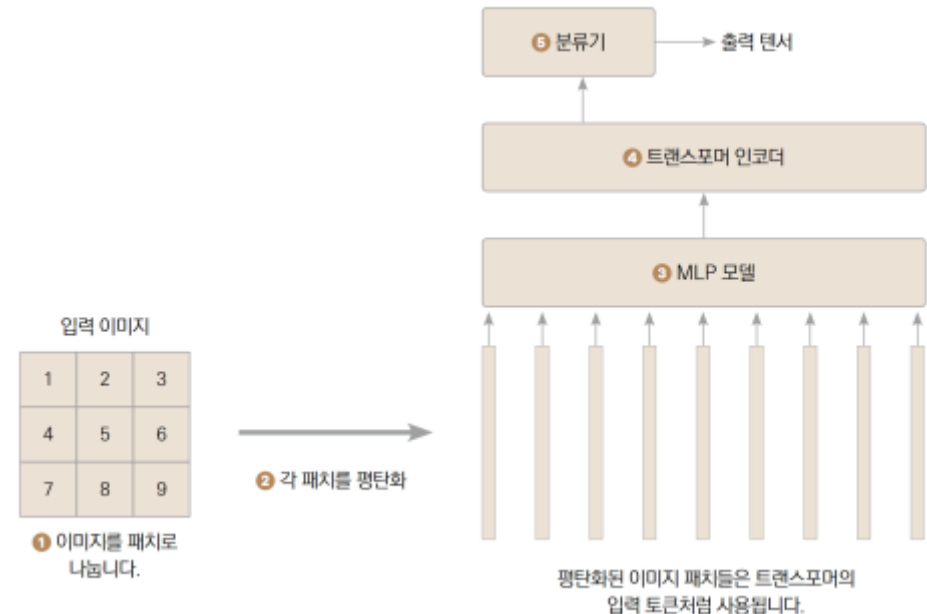 ❺ 분류기
출력 텐서
❹ 트랜스포머 인코더
❸ MLP 모델
입력 이미지
1 2 3
4 5 6
7 8 9
❶ 이미지를 패치로
나눕니다.
❷ 각 패치를 평탄화
평탄화된 이미지 패치들은 트랜스포머의
입력 토큰처럼 사용됩니다.